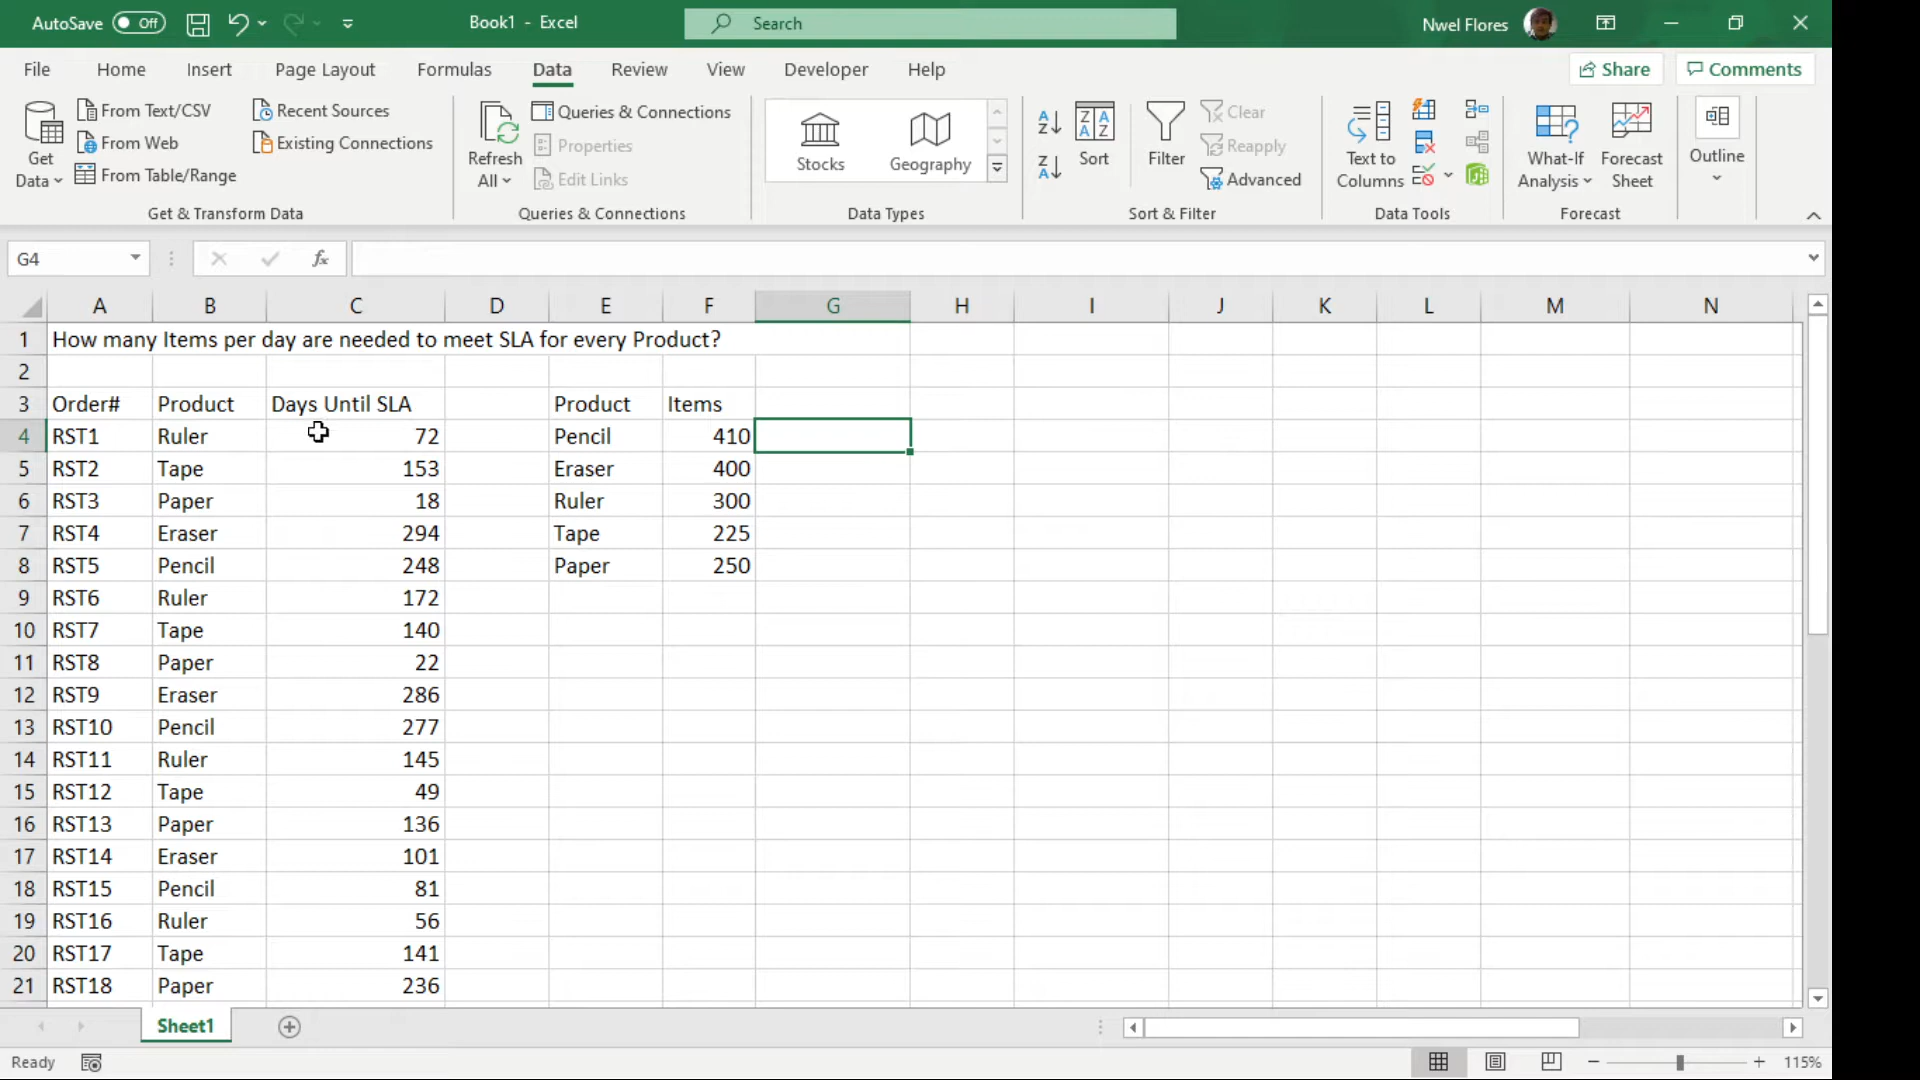 AutoSave Off Book1 - Excel Search Nwel Flores
File Home Insert Page Layout Formulas Data Review View Developer Help Share Comments
Get Data
From Text/CSV
From Web
From Table/Range
Recent Sources
Existing Connections
Get & Transform Data
Refresh All
Queries & Connections
Properties
Edit Links
Queries & Connections
Stocks Geography
Data Types
Sort
Filter
Clear
Reapply
Advanced
Sort & Filter
Text to Columns
Data Tools
What-If Analysis
Forecast Sheet
Forecast
Outline
G4 fx
A B C D E F G H I J K L M N
1 How many Items per day are needed to meet SLA for every Product?
2
3 Order# Product Days Until SLA Product Items
4 RST1 Ruler 72 Pencil 410
5 RST2 Tape 153 Eraser 400
6 RST3 Paper 18 Ruler 300
7 RST4 Eraser 294 Tape 225
8 RST5 Pencil 248 Paper 250
9 RST6 Ruler 172
10 RST7 Tape 140
11 RST8 Paper 22
12 RST9 Eraser 286
13 RST10 Pencil 277
14 RST11 Ruler 145
15 RST12 Tape 49
16 RST13 Paper 136
17 RST14 Eraser 101
18 RST15 Pencil 81
19 RST16 Ruler 56
20 RST17 Tape 141
21 RST18 Paper 236
Sheet1
Ready 115%